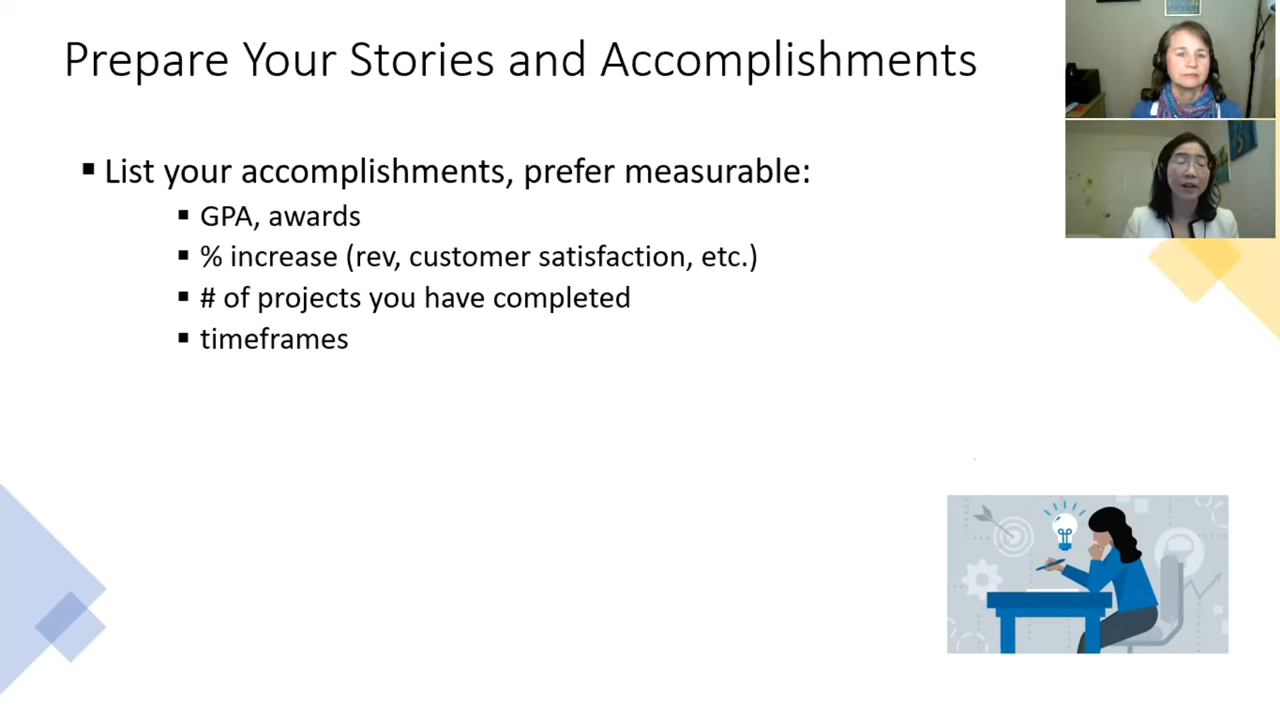 Prepare Your Stories and Accomplishments
▪ List your accomplishments, prefer measurable:
▪ GPA, awards
▪ % increase (rev, customer satisfaction, etc.)
▪ # of projects you have completed
▪ timeframes